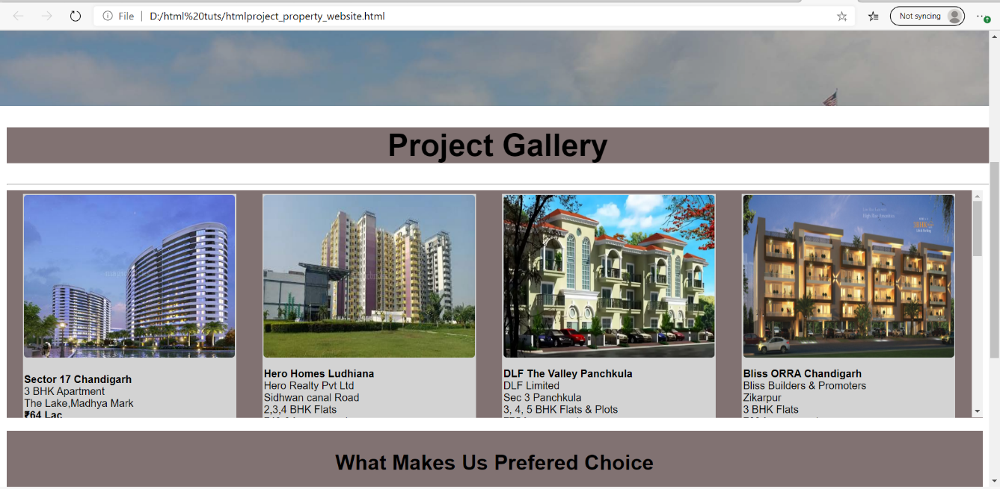 File | D:/html%20tuts/htmlproject_property_website.html
Not syncing
Project Gallery
Sector 17 Chandigarh
3 BHK Apartment
The Lake,Madhya Mark
₹64 Lac
Hero Homes Ludhiana
Hero Realty Pvt Ltd
Sidhwan canal Road
2,3,4 BHK Flats
DLF The Valley Panchkula
DLF Limited
Sec 3 Panchkula
3, 4, 5 BHK Flats & Plots
Bliss ORRA Chandigarh
Bliss Builders & Promoters
Zikarpur
3 BHK Flats
What Makes Us Prefered Choice